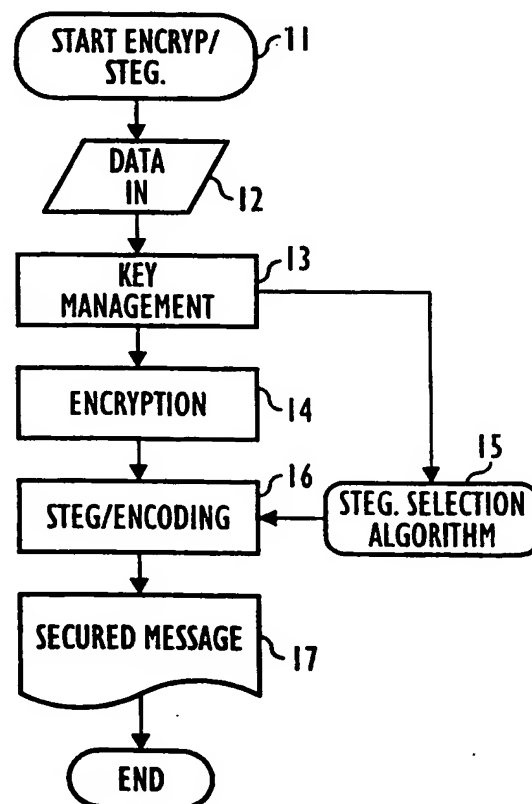 START ENCRYP/
STEG.
11
DATA
IN
12
KEY
MANAGEMENT
13
ENCRYPTION
14
15
STEG. SELECTION
ALGORITHM
16
STEG/ENCODING
SECURED MESSAGE
17
END